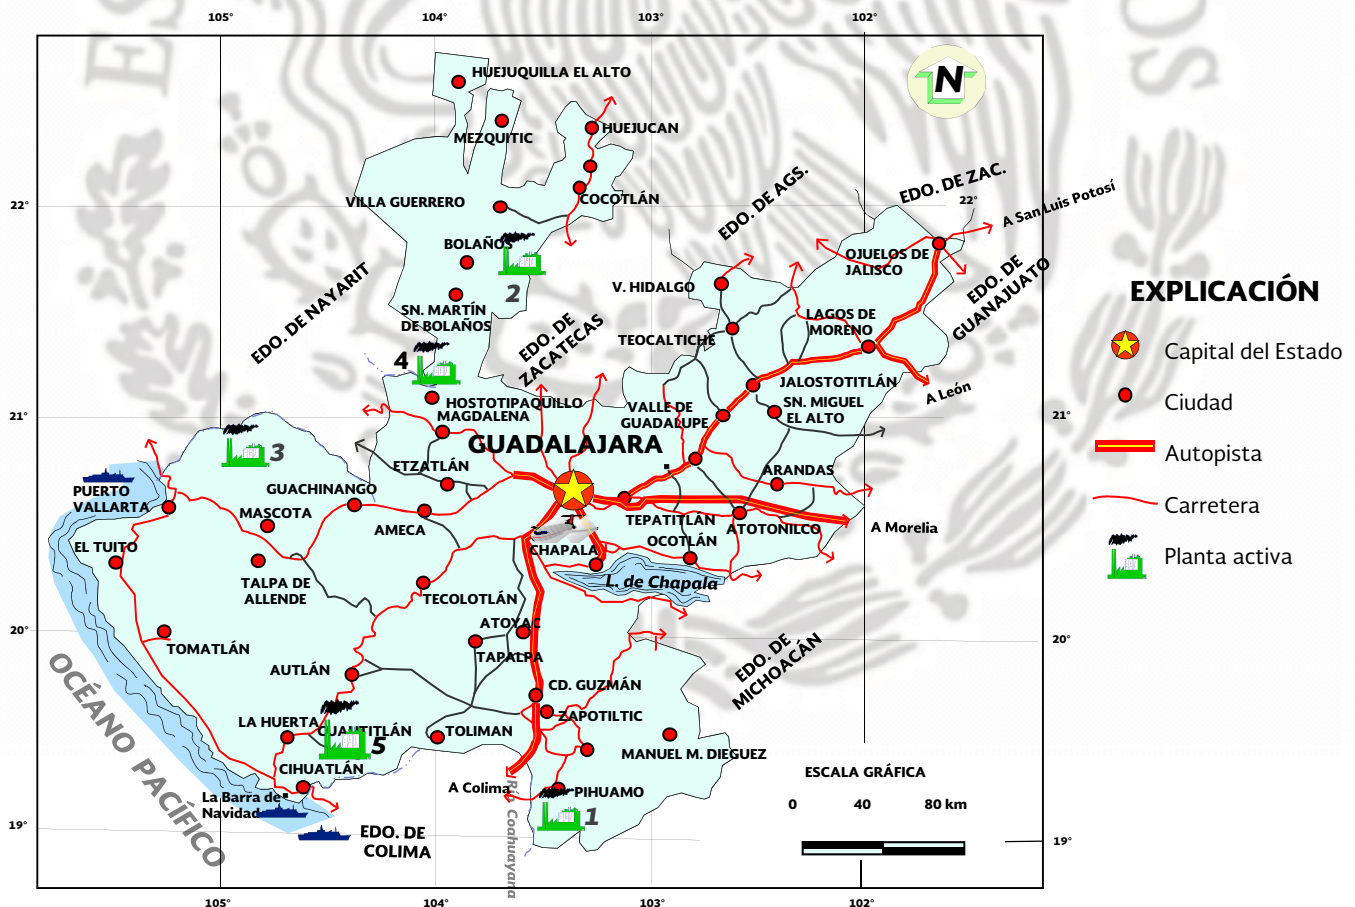 105°
104°
103°
102°
HUEJUQUILLA EL ALTO
N
MEZQUITIC
HUEJUCAN
EDO. DE AGS.
EDO. DE ZAC.
A San Luis Potosí
22°
VILLA GUERRERO
COCOTLÁN
22°
BOLAÑOS
OJUELOS DE
JALISCO
EDO. DE
GUANAJUATO
EDO. DE NAYARIT
2
V. HIDALGO
EXPLICACIÓN
SN. MARTÍN
DE BOLAÑOS
EDO. DE
ZACATECAS
LAGOS DE
MORENO
TEOCALTICHE
Capital del Estado
4
JALOSTOTITLÁN
A León
HOSTOTIPAQUILLO
MAGDALENA
VALLE DE
GUADALUPE
SN. MIGUEL
EL ALTO
Ciudad
21°
21°
GUADALAJARA
3
Autopista
ETZATLÁN
ARANDAS
PUERTO
VALLARTA
GUACHINANGO
MASCOTA
AMECA
TEPATITLÁN
ATOTONILCO
A Morelia
Carretera
EL TUITO
CHAPALA
OCOTLÁN
Planta activa
TALPA DE
ALLENDE
TECOLOTLÁN
L. de Chapala
20°
ATOYAC
20°
TOMATLÁN
TAPALPA
EDO. DE
MICHOACÁN
AUTLÁN
CD. GUZMÁN
OCÉANO PACÍFICO
LA HUERTA
CUAUTITLÁN
5
TOLIMAN
ZAPOTILTIC
MANUEL M. DIEGUEZ
CIHUATLÁN
ESCALA GRÁFICA
La Barra de
Navidad
A Colima
PIHUAMO
0
40
80 km
1
Río Coahuayana
19°
EDO. DE
COLIMA
19°
105°
104°
103°
102°